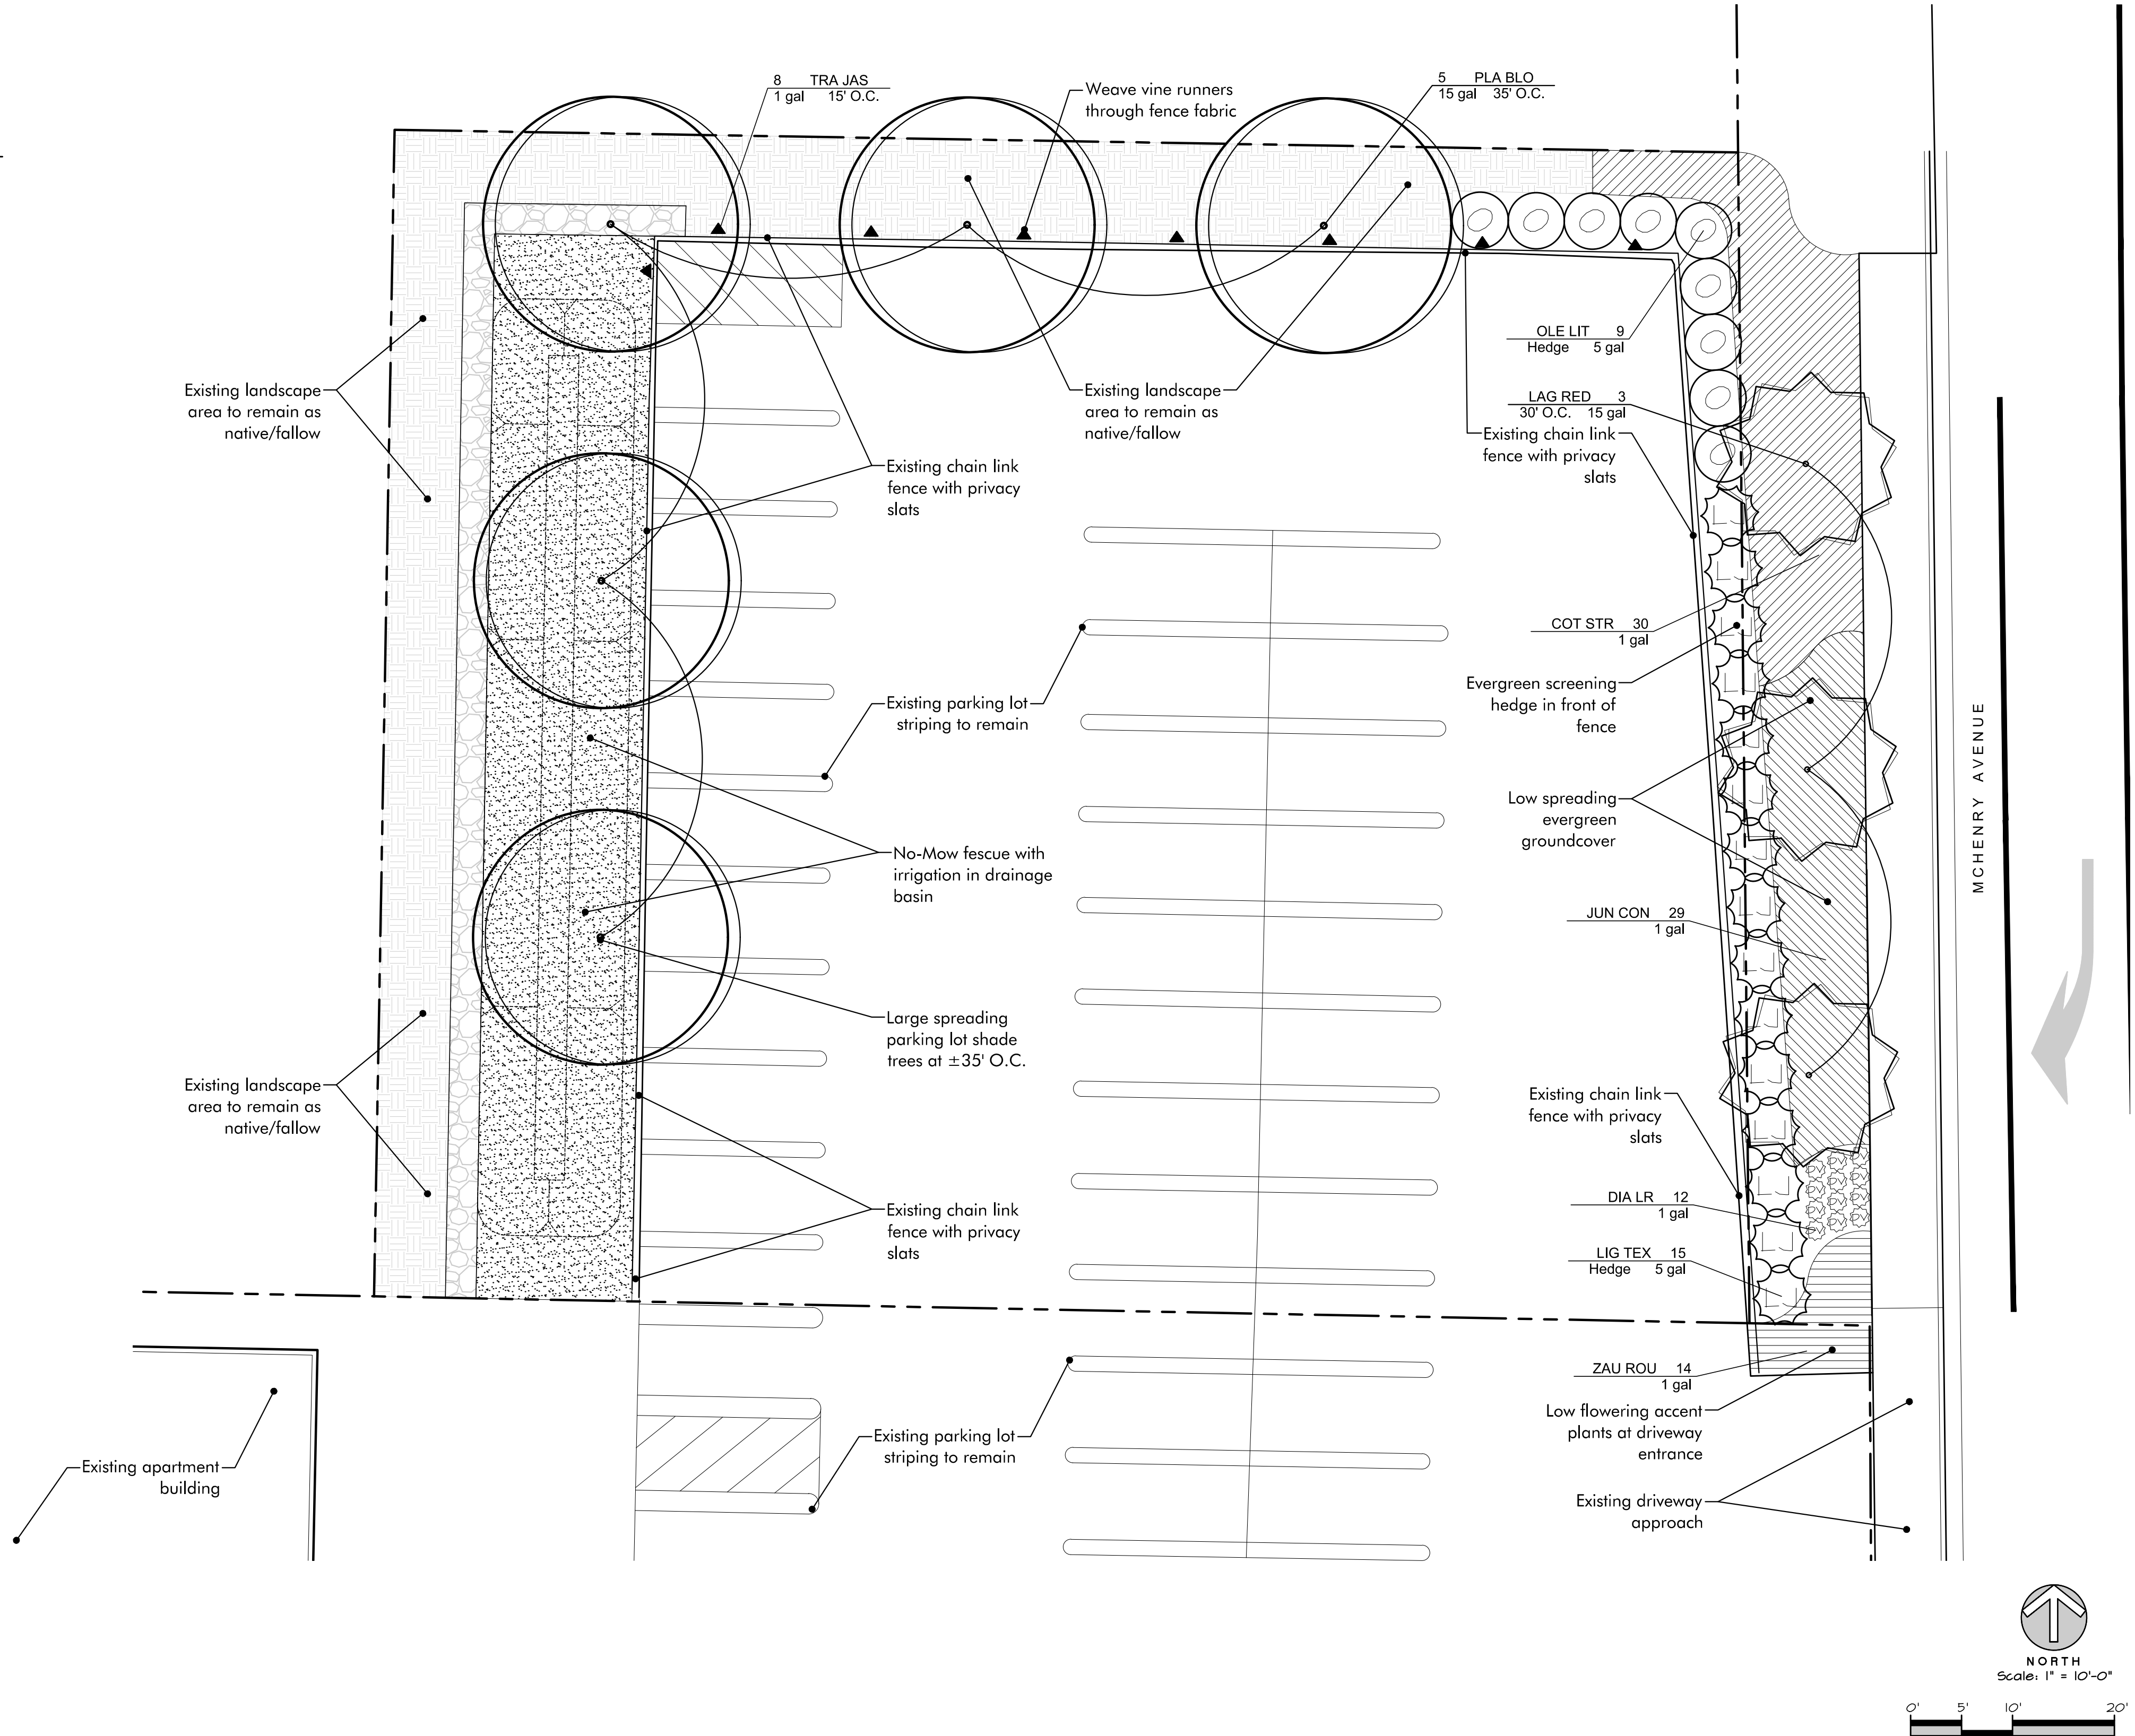 8 TRA JAS
1 gal 15' O.C.
Weave vine runners
through fence fabric
5 PLA BLO
15 gal 35' O.C.
OLE LIT 9
Hedge 5 gal
Existing landscape
area to remain as
native/fallow
Existing landscape
area to remain as
native/fallow
LAG RED 3
30' O.C. 15 gal
Existing chain link
fence with privacy
slats
Existing chain link
fence with privacy
slats
COT STR 30
1 gal
Evergreen screening
hedge in front of
fence
Existing parking lot
striping to remain
MCHENRY AVENUE
Low spreading
evergreen
groundcover
No-Mow fescue with
irrigation in drainage
basin
JUN CON 29
1 gal
Large spreading
parking lot shade
trees at ±35' O.C.
Existing landscape
area to remain as
native/fallow
Existing chain link
fence with privacy
slats
DIA LR 12
1 gal
Existing chain link
fence with privacy
slats
LIG TEX 15
Hedge 5 gal
ZAU ROU 14
1 gal
Low flowering accent
plants at driveway
entrance
Existing parking lot
striping to remain
Existing apartment
building
Existing driveway
approach
NORTH
Scale: 1" = 10'-0"
0' 5' 10' 20'